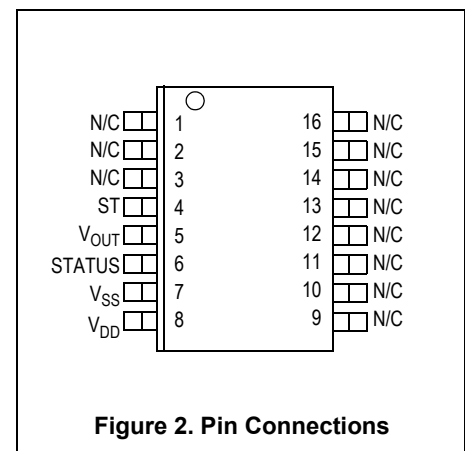 N/C 1 16 N/C
N/C 2 15 N/C
N/C 3 14 N/C
ST 4 13 N/C
VOUT 5 12 N/C
STATUS 6 11 N/C
VSS 7 10 N/C
VDD 8 9 N/C
Figure 2. Pin Connections